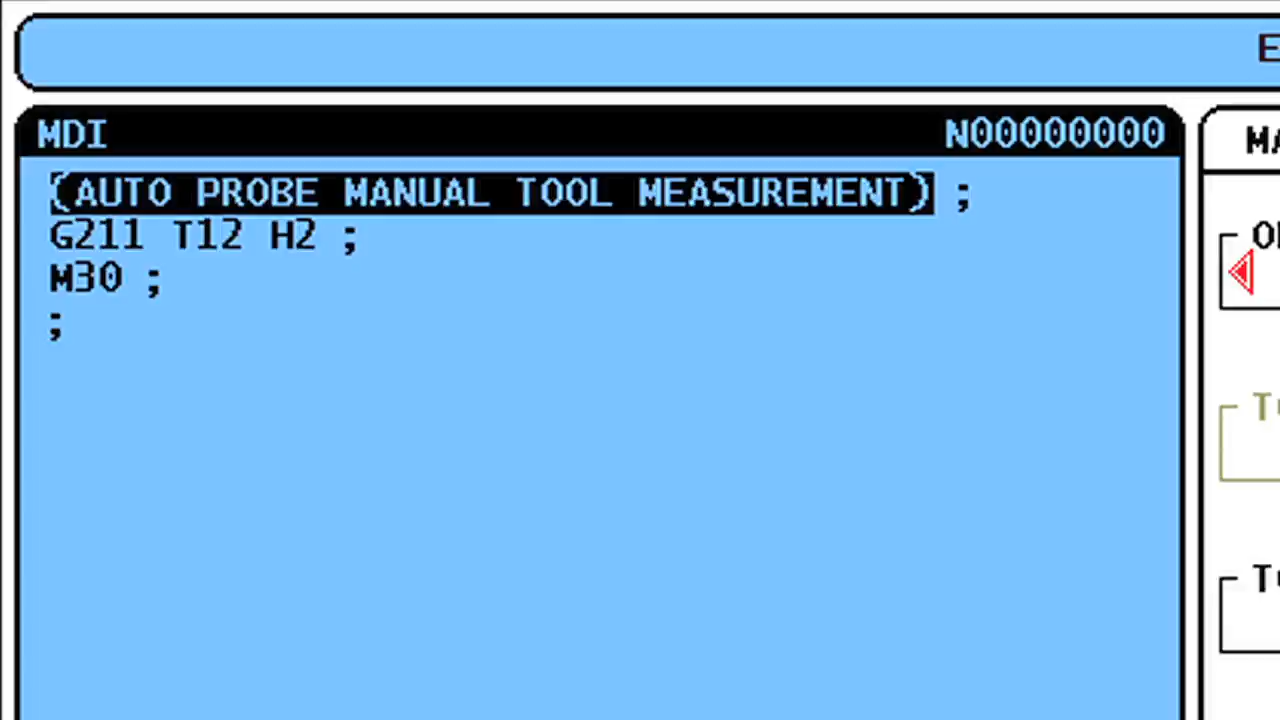 MDI N00000000
(AUTO PROBE MANUAL TOOL MEASUREMENT) ;
G211 T12 H2 ;
M30 ;
;